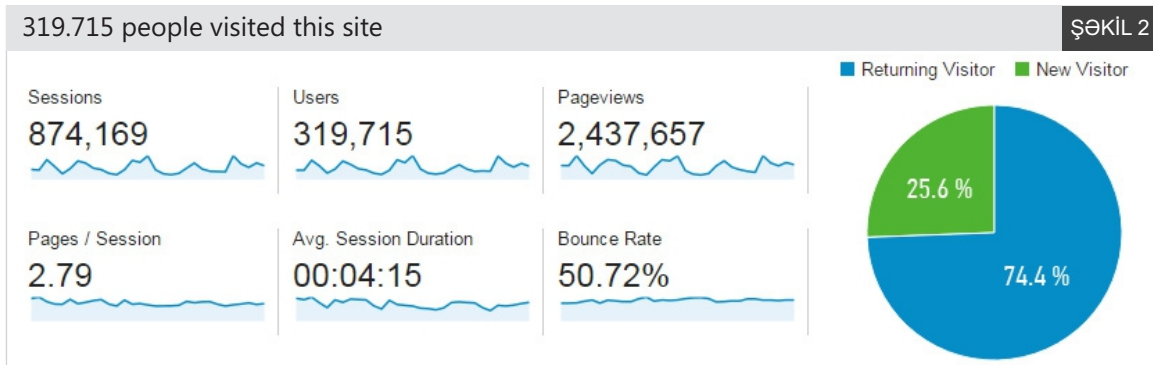 319.715 people visited this site
ŞƏKİL 2
Returning Visitor
New Visitor
Sessions
874,169
Users
319,715
Pageviews
2,437,657
Pages / Session
2.79
Avg. Session Duration
00:04:15
Bounce Rate
50.72%
25.6 %
74.4 %